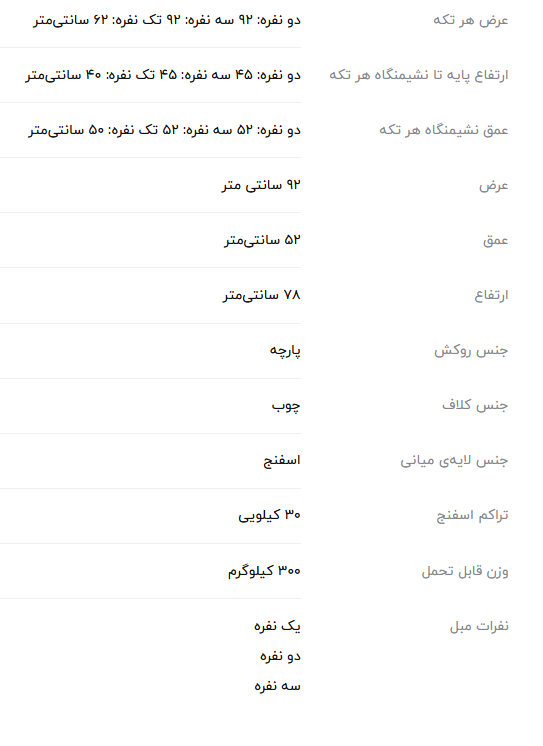 عرض هر تکه
دو نفره: ۹۲ سه نفره: ۹۲ تک نفره: ۶۲ سانتی‌متر
ارتفاع پایه تا نشیمنگاه هر تکه
دو نفره: ۴۵ سه نفره: ۴۵ تک نفره: ۴۰ سانتی‌متر
عمق نشیمنگاه هر تکه
دو نفره: ۵۲ سه نفره: ۵۲ تک نفره: ۵۰ سانتی‌متر
عرض
۹۲ سانتی متر
عمق
۵۲ سانتی‌متر
ارتفاع
۷۸ سانتی‌متر
جنس روکش
پارچه
جنس کلاف
چوب
جنس لایه‌ی میانی
اسفنج
تراکم اسفنج
۳۰ کیلویی
وزن قابل تحمل
۳۰۰ کیلوگرم
نفرات مبل
یک نفره
دو نفره
سه نفره